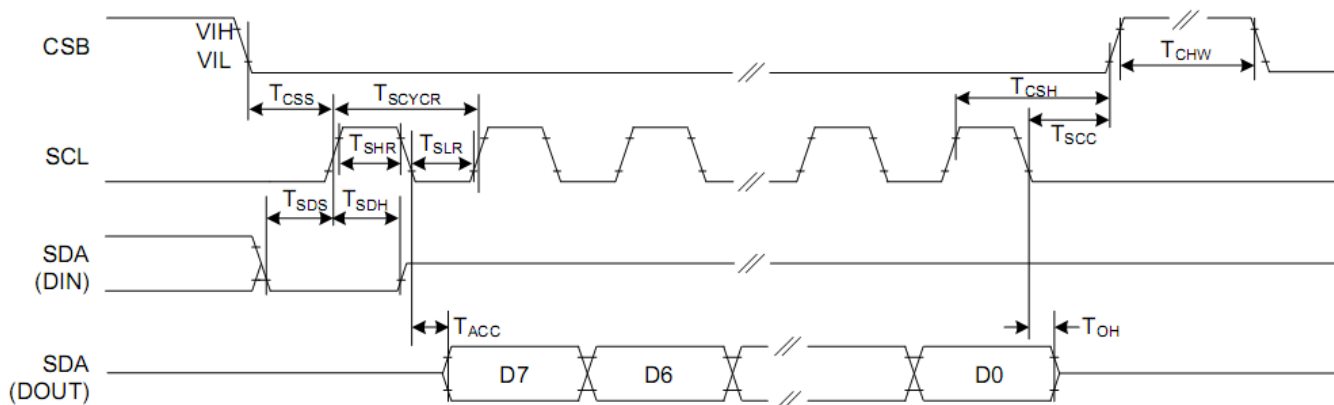 CSB
VIH
VIL
TCSS
TSCYCR
TCHW
TCSH
TSCC
SCL
TSHR
TSLR
TSDS
TSDH
SDA
(DIN)
TACC
TOH
SDA
(DOUT)
D7
D6
D0